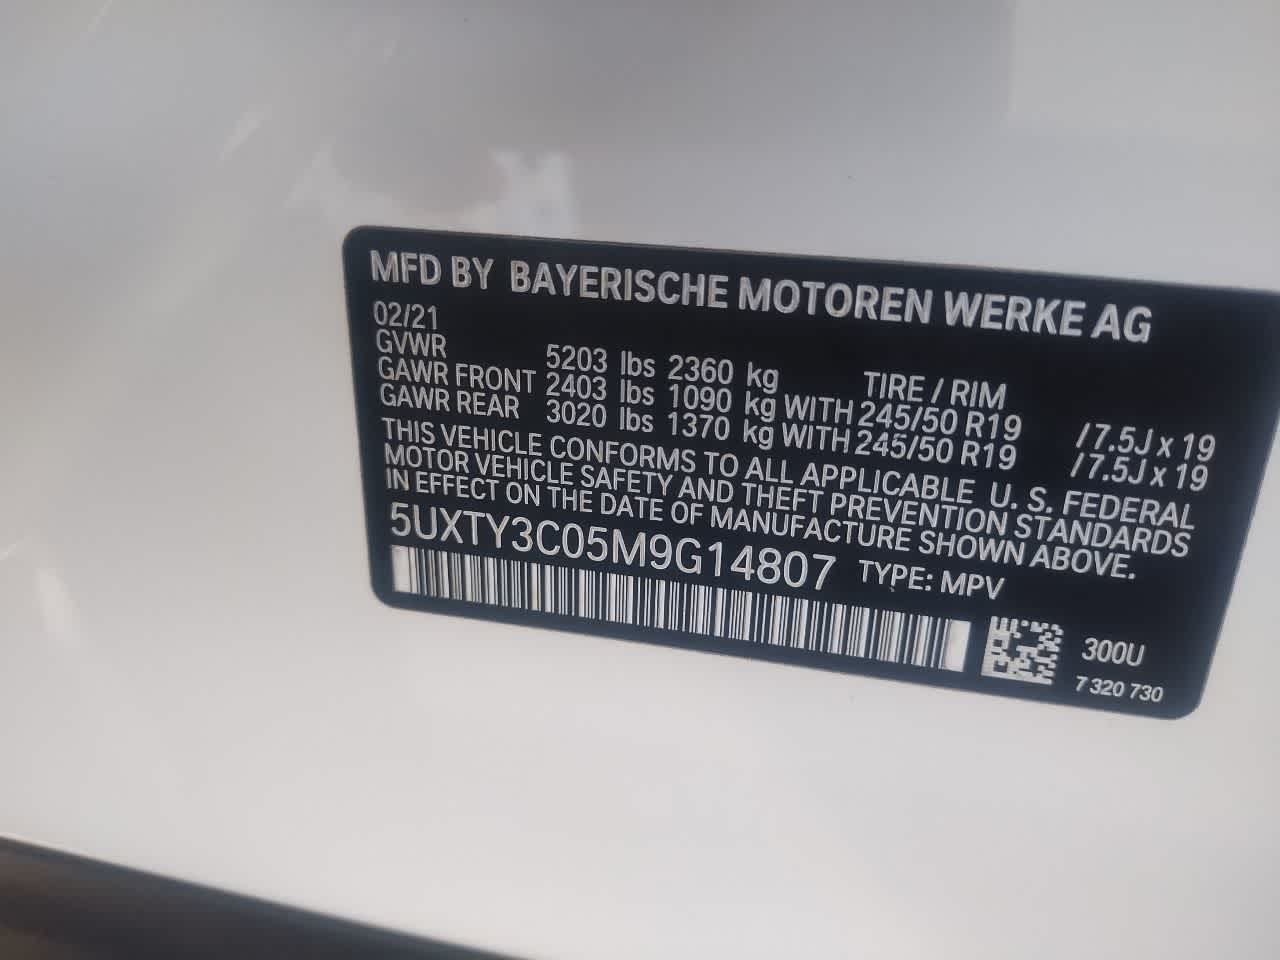 MFD BY BAYERISCHE MOTOREN WERKE AG
02/21
GVWR 5203 lbs 2360 kg TIRE / RIM
GAWR FRONT 2403 lbs 1090 kg WITH 245/50 R19 /7.5J x 19
GAWR REAR 3020 lbs 1370 kg WITH 245/50 R19 /7.5J x 19
THIS VEHICLE CONFORMS TO ALL APPLICABLE U. S. FEDERAL
MOTOR VEHICLE SAFETY AND THEFT PREVENTION STANDARDS
IN EFFECT ON THE DATE OF MANUFACTURE SHOWN ABOVE.
5UXTY3C05M9G14807 TYPE: MPV
300U
7 320 730